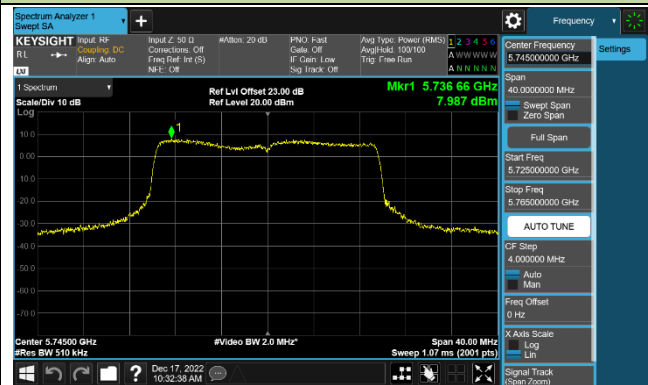 Spectrum Analyzer 1
Swept SA
Frequency
KEYSIGHT
RL
LXI
Input: RF
Coupling: DC
Align: Auto
Input Z: 50 Ω
Corrections: Off
Freq Ref: Int (S)
NFE: Off
#Atten: 20 dB
PNO: Fast
Gate: Off
IF Gain: Low
Sig Track: Off
Avg Type: Power (RMS)
Avg|Hold: 100/100
Trig: Free Run
1 2 3 4 5 6
A W W W W W
A N N N N N
Center Frequency
5.745000000 GHz
Settings
Span
40.0000000 MHz
Swept Span
Zero Span
Full Span
Start Freq
5.725000000 GHz
Stop Freq
5.765000000 GHz
AUTO TUNE
CF Step
4.000000 MHz
Auto
Man
Freq Offset
0 Hz
X Axis Scale
Log
Lin
Signal Track
(Span Zoom)
1 Spectrum
Scale/Div 10 dB
Log
Ref Lvl Offset 23.00 dB
Ref Level 20.00 dBm
Mkr1 5.736 66 GHz
7.987 dBm
1
10.0
0.00
-10.0
-20.0
-30.0
-40.0
-50.0
-60.0
-70.0
Center 5.74500 GHz
#Res BW 510 kHz
#Video BW 2.0 MHz*
Span 40.00 MHz
Sweep 1.07 ms (2001 pts)
?
Dec 17, 2022
10:32:38 AM